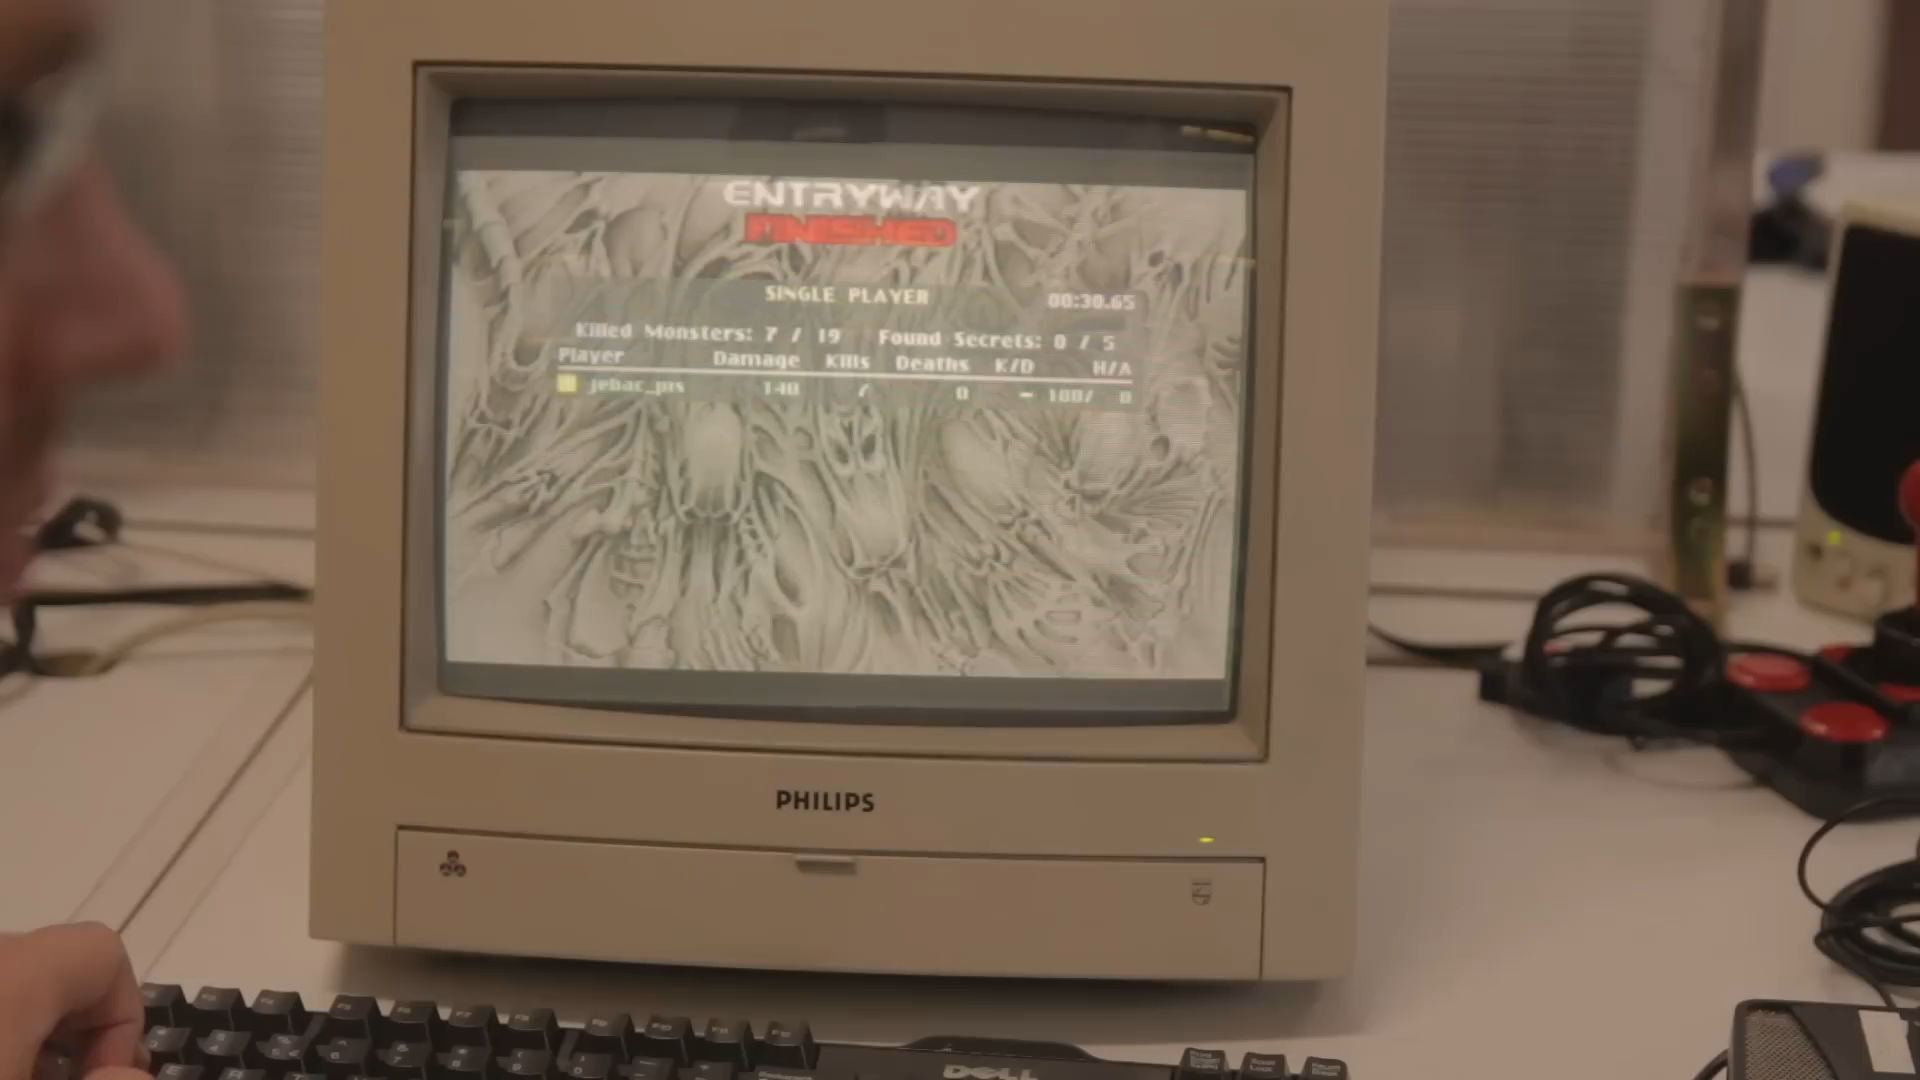 ENTRYWAY
FINISHED
SINGLE PLAYER 00:30.65
Killed Monsters: 7 / 19 Found Secrets: 0 / 5
Player Damage Kills Deaths K/D H/A
140 7 0 - 100/ 0
PHILIPS
DELL